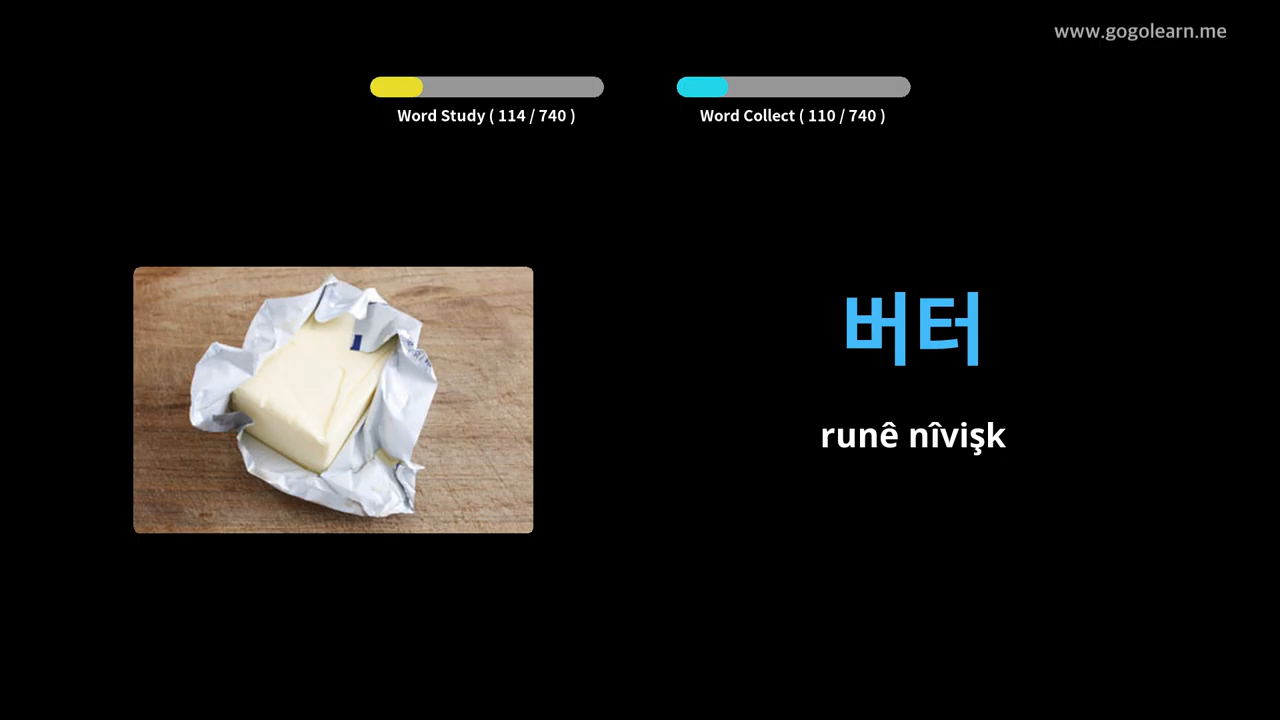 www.gogolearn.me
Word Study ( 114 / 740 )
Word Collect ( 110 / 740 )
버터
runê nîvişk